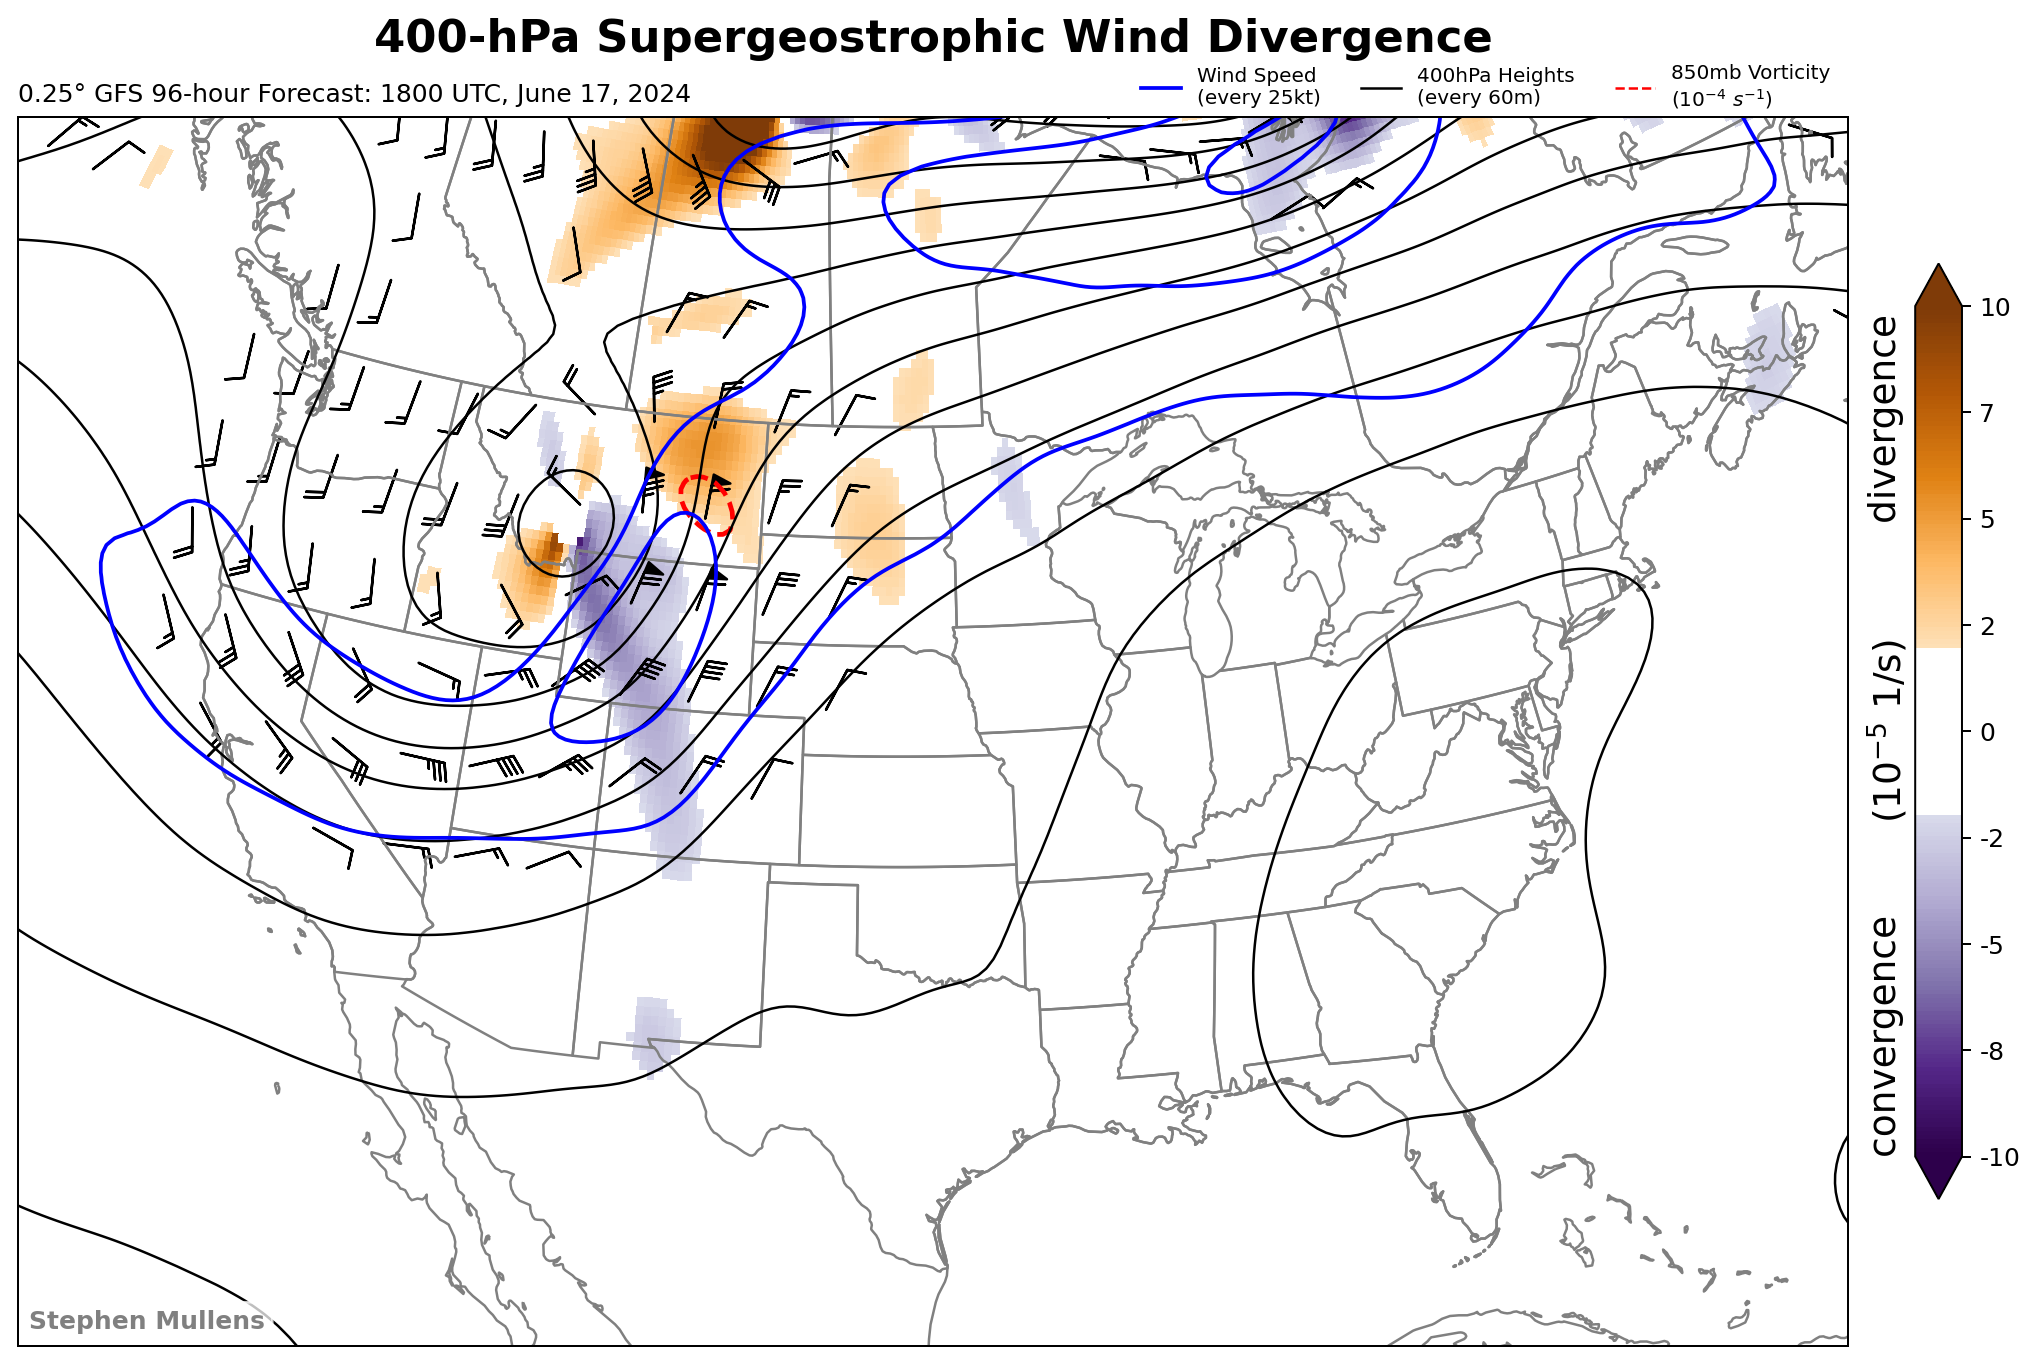 400-hPa Supergeostrophic Wind Divergence
0.25° GFS 96-hour Forecast: 1800 UTC, June 17, 2024
Wind Speed
(every 25kt)
400hPa Heights
(every 60m)
850mb Vorticity
(10⁻⁴ s⁻¹)
10
7
5
2
0
-2
-5
-8
-10
convergence (10⁻⁵ 1/s) divergence
Stephen Mullens